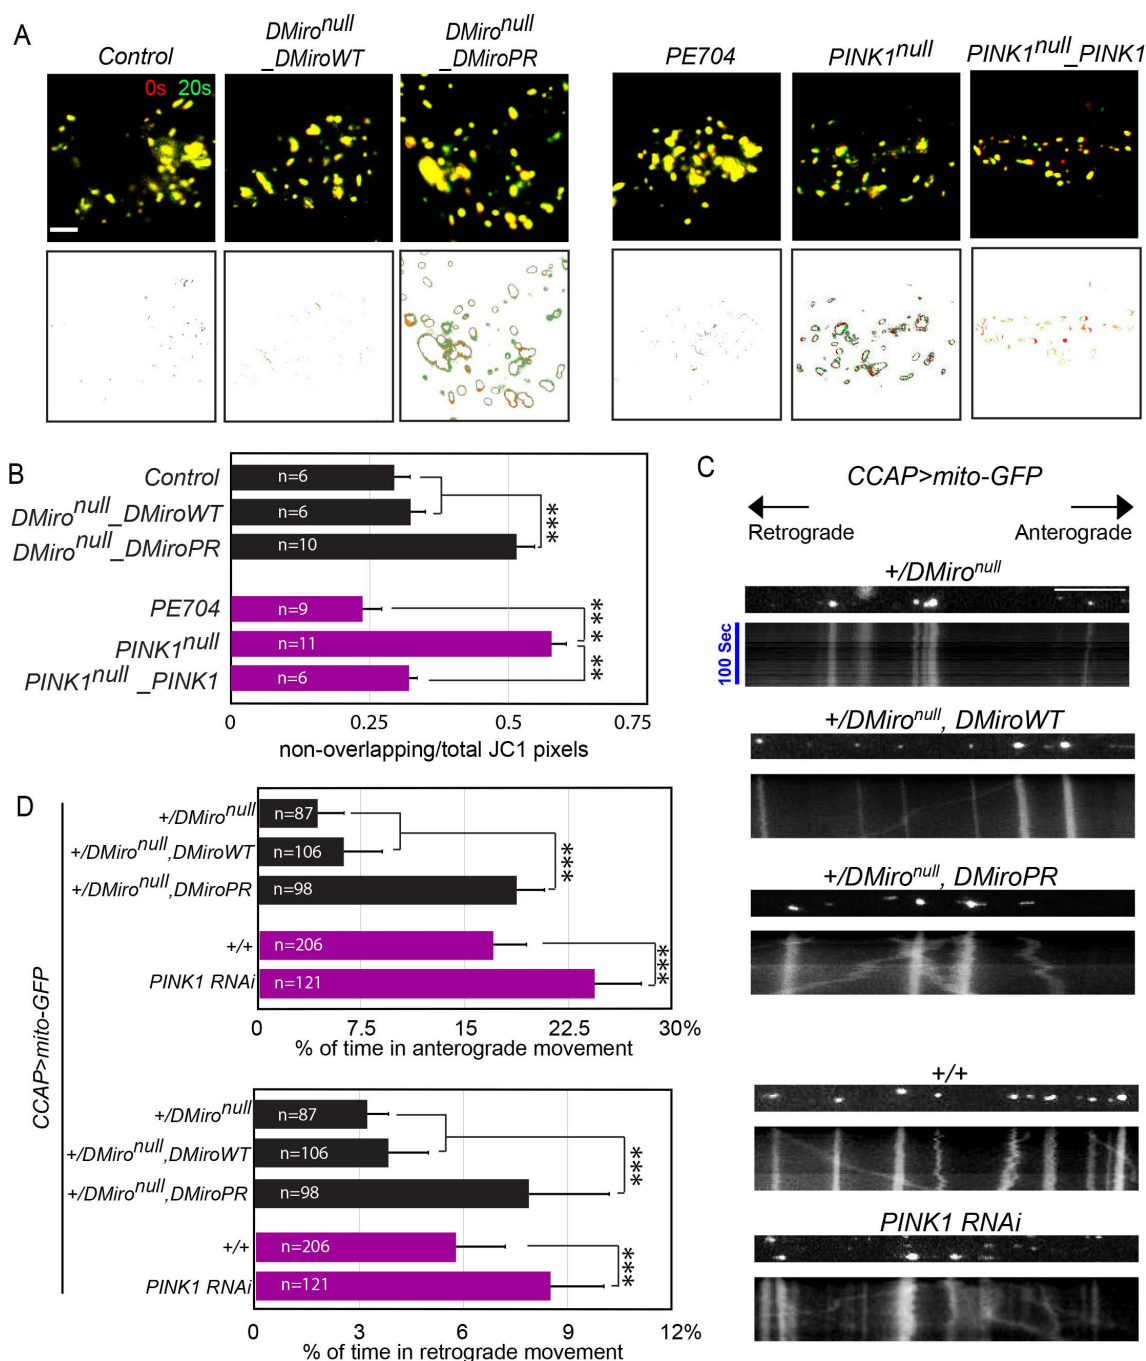 A
Control
DMiro^null
_DMiroWT
DMiro^null
_DMiroPR
PE704
PINK1^null
PINK1^null_PINK1
0s 20s
B
Control
n=6
DMiro^null_DMiroWT
n=6
DMiro^null_DMiroPR
n=10
***
PE704
n=9
PINK1^null
n=11
PINK1^null_PINK1
n=6
***
**
0 0.25 0.5 0.75
non-overlapping/total JC1 pixels
C
CCAP>mito-GFP
Retrograde Anterograde
+/DMiro^null
100 Sec
+/DMiro^null, DMiroWT
+/DMiro^null, DMiroPR
+/+
PINK1 RNAi
D
CCAP>mito-GFP
+/DMiro^null
n=87
+/DMiro^null,DMiroWT
n=106
+/DMiro^null,DMiroPR
n=98
***
+/+
n=206
PINK1 RNAi
n=121
***
0 7.5 15 22.5 30%
% of time in anterograde movement
+/DMiro^null
n=87
+/DMiro^null,DMiroWT
n=106
+/DMiro^null,DMiroPR
n=98
***
+/+
n=206
PINK1 RNAi
n=121
***
0 3 6 9 12%
% of time in retrograde movement